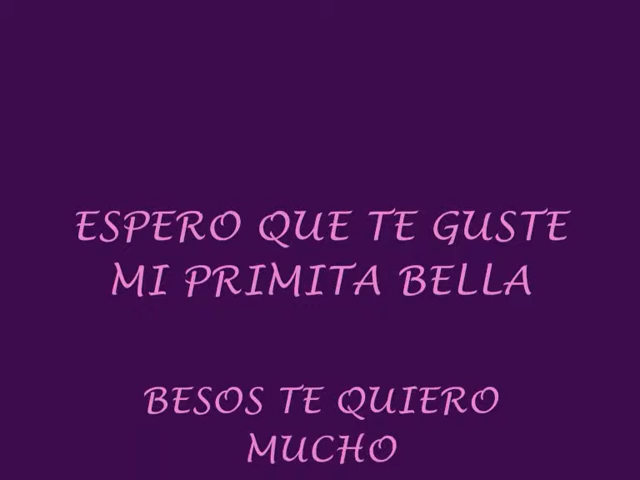 ESPERO QUE TE GUSTE
MI PRIMITA BELLA
BESOS TE QUIERO
MUCHO